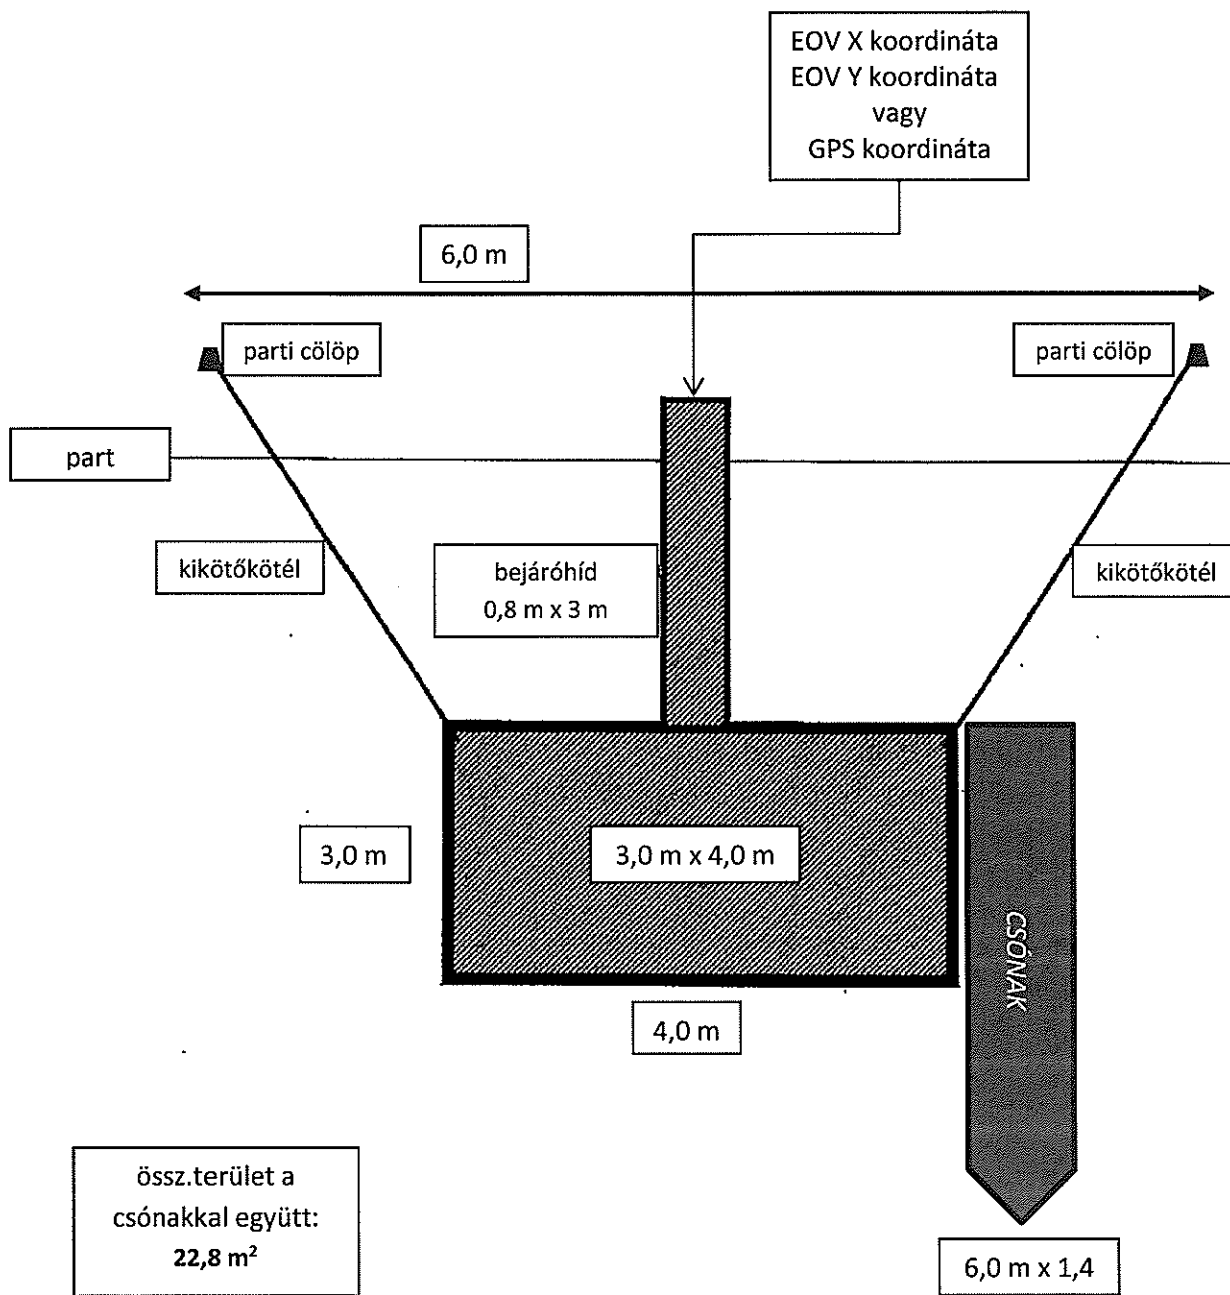 EOV X koordináta
EOV Y koordináta
vagy
GPS koordináta
6,0 m
parti cölöp
parti cölöp
part
kikötőkötél
bejáróhíd
0,8 m x 3 m
kikötőkötél
3,0 m
3,0 m x 4,0 m
CSÓNAK
4,0 m
össz.terület a
csónakkal együtt:
22,8 m²
6,0 m x 1,4